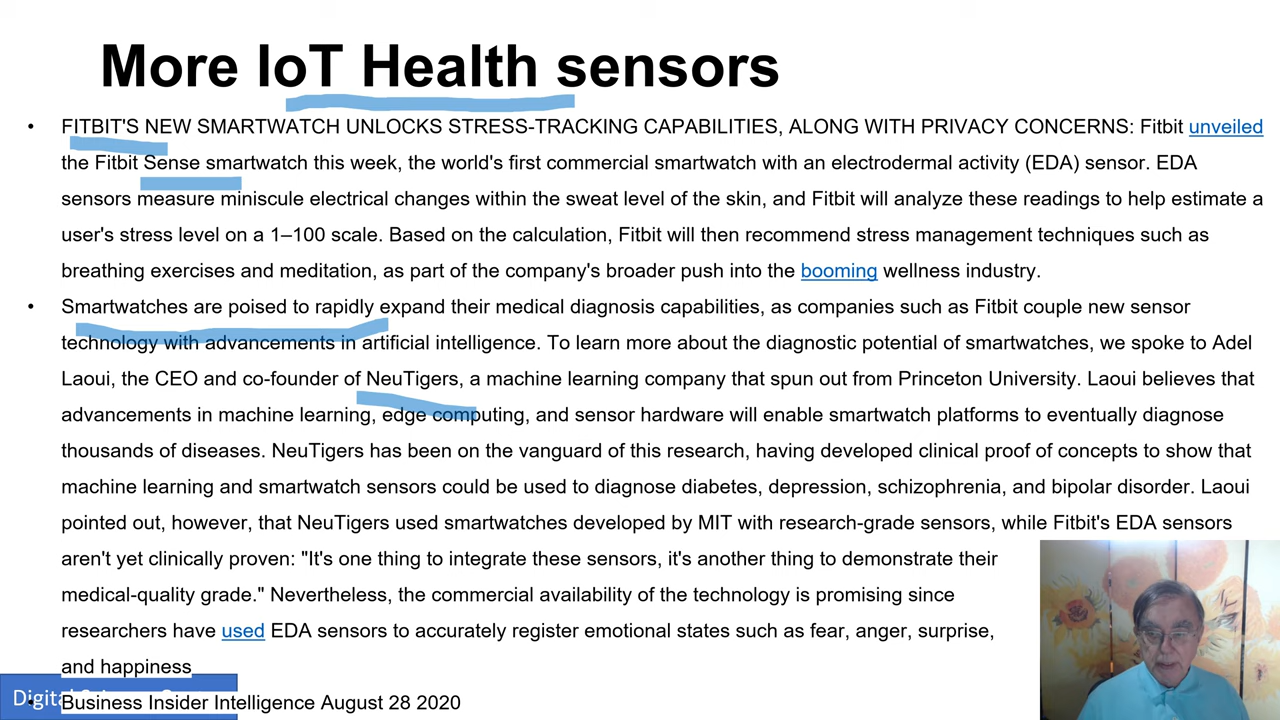 More IoT Health sensors
• FITBIT'S NEW SMARTWATCH UNLOCKS STRESS-TRACKING CAPABILITIES, ALONG WITH PRIVACY CONCERNS: Fitbit unveiled
the Fitbit Sense smartwatch this week, the world's first commercial smartwatch with an electrodermal activity (EDA) sensor. EDA
sensors measure miniscule electrical changes within the sweat level of the skin, and Fitbit will analyze these readings to help estimate a
user's stress level on a 1–100 scale. Based on the calculation, Fitbit will then recommend stress management techniques such as
breathing exercises and meditation, as part of the company's broader push into the booming wellness industry.
• Smartwatches are poised to rapidly expand their medical diagnosis capabilities, as companies such as Fitbit couple new sensor
technology with advancements in artificial intelligence. To learn more about the diagnostic potential of smartwatches, we spoke to Adel
Laoui, the CEO and co-founder of NeuTigers, a machine learning company that spun out from Princeton University. Laoui believes that
advancements in machine learning, edge computing, and sensor hardware will enable smartwatch platforms to eventually diagnose
thousands of diseases. NeuTigers has been on the vanguard of this research, having developed clinical proof of concepts to show that
machine learning and smartwatch sensors could be used to diagnose diabetes, depression, schizophrenia, and bipolar disorder. Laoui
pointed out, however, that NeuTigers used smartwatches developed by MIT with research-grade sensors, while Fitbit's EDA sensors
aren't yet clinically proven: "It's one thing to integrate these sensors, it's another thing to demonstrate their
medical-quality grade." Nevertheless, the commercial availability of the technology is promising since
researchers have used EDA sensors to accurately register emotional states such as fear, anger, surprise,
and happiness
• Business Insider Intelligence August 28 2020
Digital